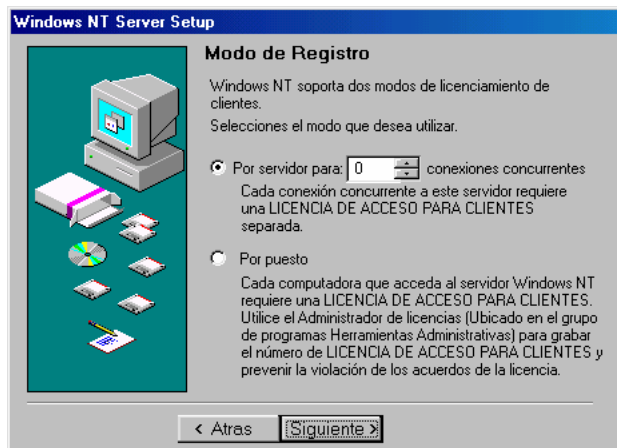 Windows NT Server Setup
Modo de Registro
Windows NT soporta dos modos de licenciamiento de
clientes.
Selecciones el modo que desea utilizar.
Por servidor para: 0 conexiones concurrentes
Cada conexión concurrente a este servidor requiere
una LICENCIA DE ACCESO PARA CLIENTES
separada.
Por puesto
Cada computadora que acceda al servidor Windows NT
requiere una LICENCIA DE ACCESO PARA CLIENTES.
Utilice el Administrador de licencias (Ubicado en el grupo
de programas Herramientas Administrativas) para grabar
el número de LICENCIA DE ACCESO PARA CLIENTES y
prevenir la violación de los acuerdos de la licencia.
< Atras Siguiente >